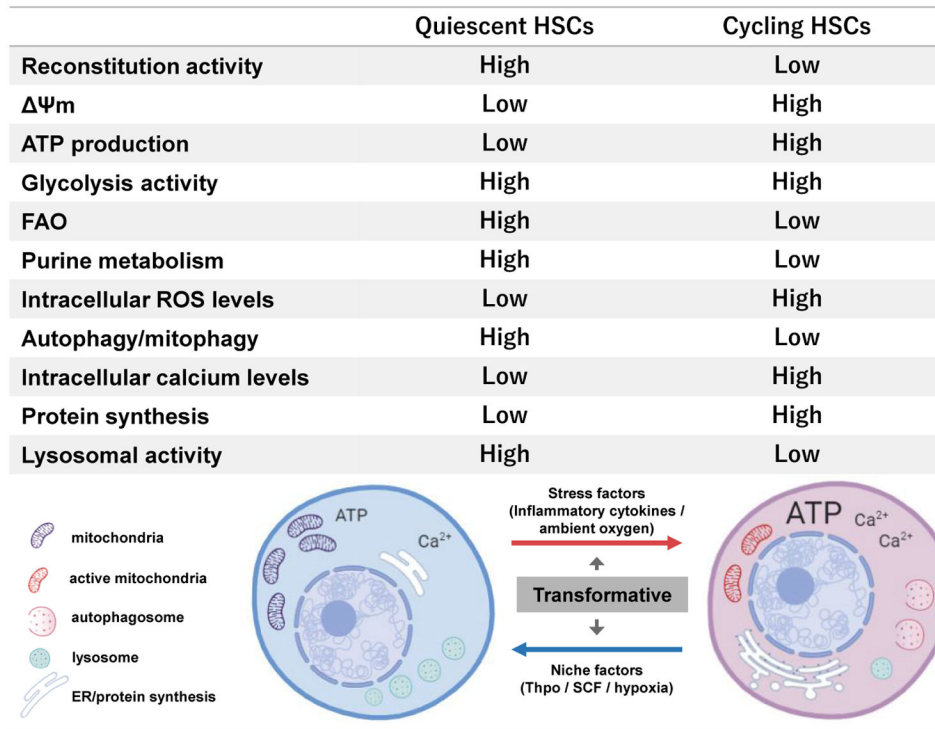 Quiescent HSCs Cycling HSCs
Reconstitution activity High Low
ΔΨm Low High
ATP production Low High
Glycolysis activity High High
FAO High Low
Purine metabolism High Low
Intracellular ROS levels Low High
Autophagy/mitophagy High Low
Intracellular calcium levels Low High
Protein synthesis Low High
Lysosomal activity High Low
mitochondria
active mitochondria
autophagosome
lysosome
ER/protein synthesis
ATP
Ca²⁺
Stress factors
(Inflammatory cytokines /
ambient oxygen)
Transformative
Niche factors
(Thpo / SCF / hypoxia)
ATP
Ca²⁺
Ca²⁺